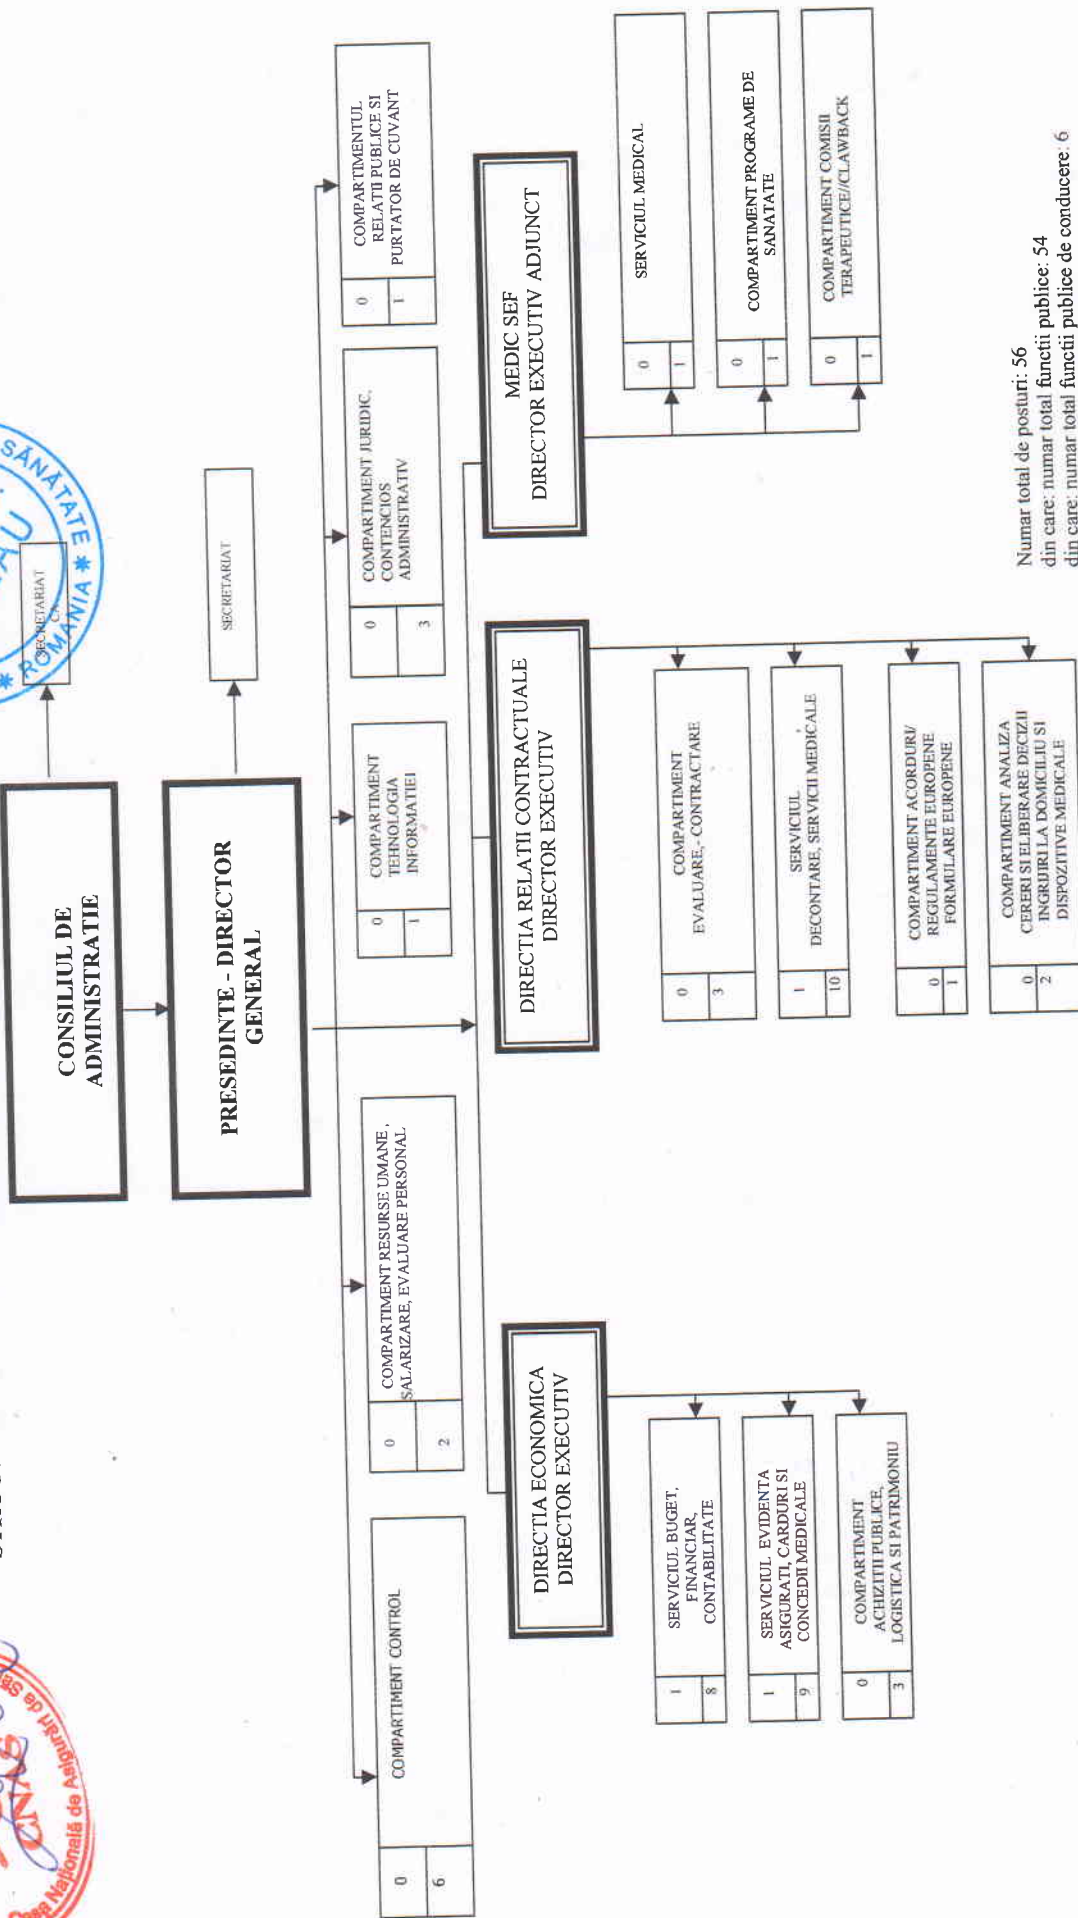 CONSILIUL DE
ADMINISTRATIE
SECRETARIAT
SĂNĂTATE * ROMANIA *
CNAS
Națională de Asigurări de
PRESEDINTE - DIRECTOR
GENERAL
SECRETARIAT
0
6
COMPARTIMENT CONTROL
0
2
COMPARTIMENT RESURSE UMANE ,
SALARIZARE, EVALUARE PERSONAL
0
1
COMPARTIMENT
TEHNOLOGIA
INFORMATIEI
0
3
COMPARTIMENT JURIDIC,
CONTENCIOS
ADMINISTRATIV
0
1
COMPARTIMENTUL
RELATII PUBLICE SI
PURTATOR DE CUVANT
DIRECTIA ECONOMICA
DIRECTOR EXECUTIV
1
8
SERVICIUL BUGET,
FINANCIAR,
CONTABILITATE
1
9
SERVICIUL EVIDENTA
ASIGURATI, CARDURI SI
CONCEDII MEDICALE
0
3
COMPARTIMENT
ACHIZITII PUBLICE,
LOGISTICA SI PATRIMONIU
DIRECTIA RELATII CONTRACTUALE
DIRECTOR EXECUTIV
0
3
COMPARTIMENT
EVALUARE,- CONTRACTARE
1
10
SERVICIUL
DECONTARE, SERVICII MEDICALE
0
1
COMPARTIMENT ACORDURI/
REGULAMENTE EUROPENE
FORMULARE EUROPENE
0
2
COMPARTIMENT ANALIZA
CERERI SI ELIBERARE DECIZII
INGRIJIRI LA DOMICILIU SI
DISPOZITIVE MEDICALE
MEDIC SEF
DIRECTOR EXECUTIV ADJUNCT
0
1
SERVICIUL MEDICAL
0
1
COMPARTIMENT PROGRAME DE
SANATATE
0
1
COMPARTIMENT COMISII
TERAPEUTICE//CLAWBACK
Numar total de posturi: 56
din care: numar total functii publice: 54
din care: numar total functii publice de conducere: 6